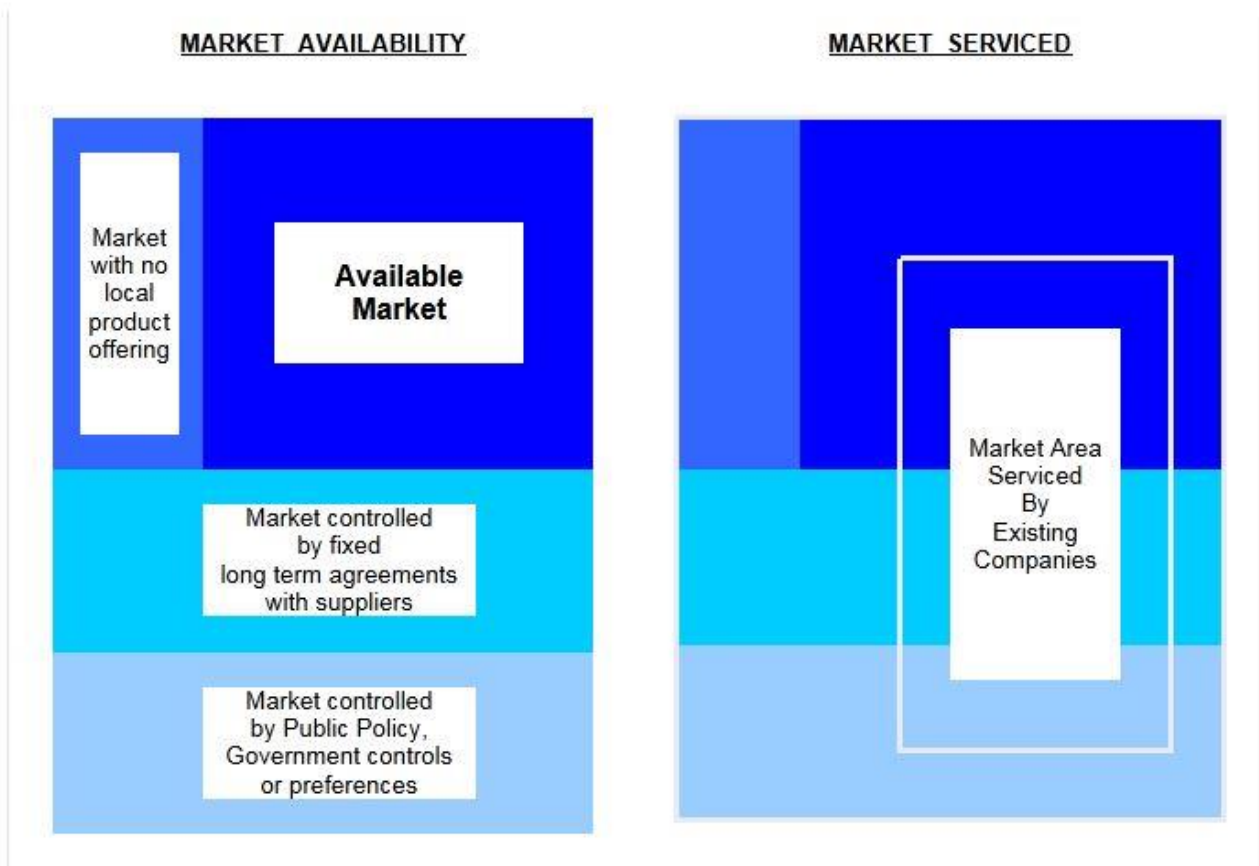 MARKET AVAILABILITY
MARKET SERVICED
Market
with no
local
product
offering
Available
Market
Market controlled
by fixed
long term agreements
with suppliers
Market controlled
by Public Policy,
Government controls
or preferences
Market Area
Serviced
By
Existing
Companies